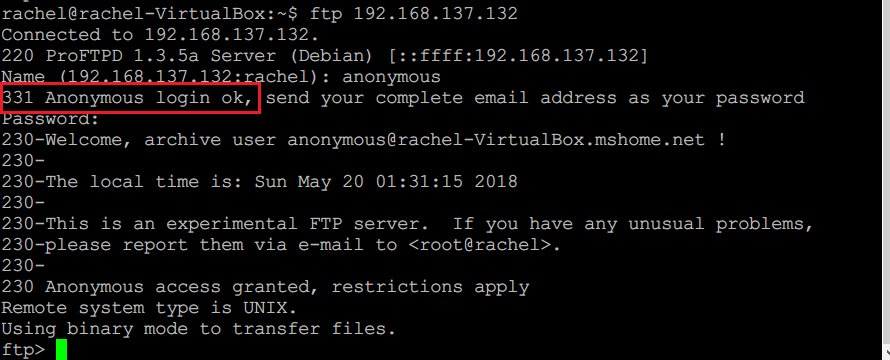 rachel@rachel-VirtualBox:~$ ftp 192.168.137.132
Connected to 192.168.137.132.
220 ProFTPD 1.3.5a Server (Debian) [::ffff:192.168.137.132]
Name (192.168.137.132:rachel): anonymous
331 Anonymous login ok, send your complete email address as your password
Password:
230-Welcome, archive user anonymous@rachel-VirtualBox.mshome.net !
230-
230-The local time is: Sun May 20 01:31:15 2018
230-
230-This is an experimental FTP server.  If you have any unusual problems,
230-please report them via e-mail to <root@rachel>.
230-
230 Anonymous access granted, restrictions apply
Remote system type is UNIX.
Using binary mode to transfer files.
ftp>